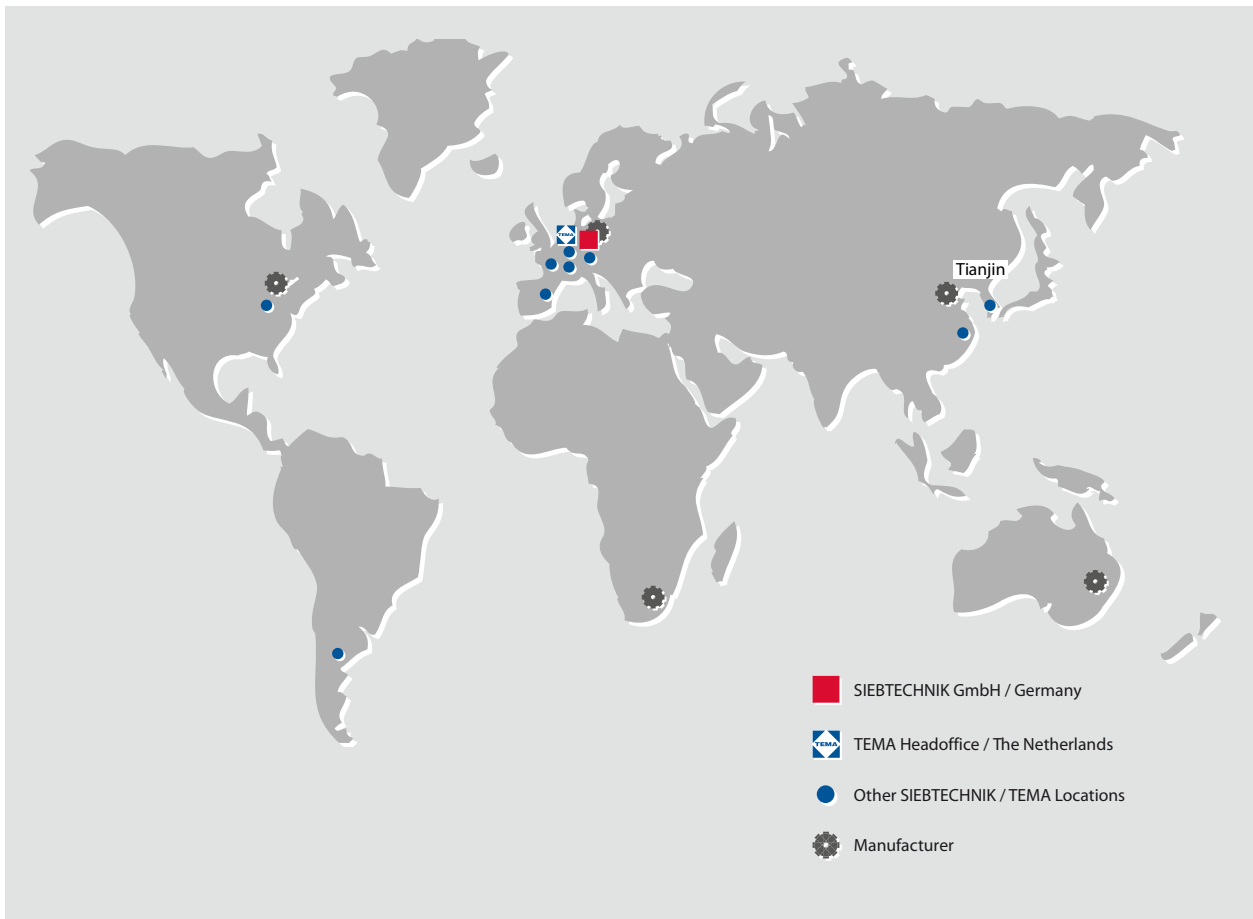 TEMA
Tianjin
SIEBTECHNIK GmbH / Germany
TEMA
TEMA Headoffice / The Netherlands
Other SIEBTECHNIK / TEMA Locations
Manufacturer